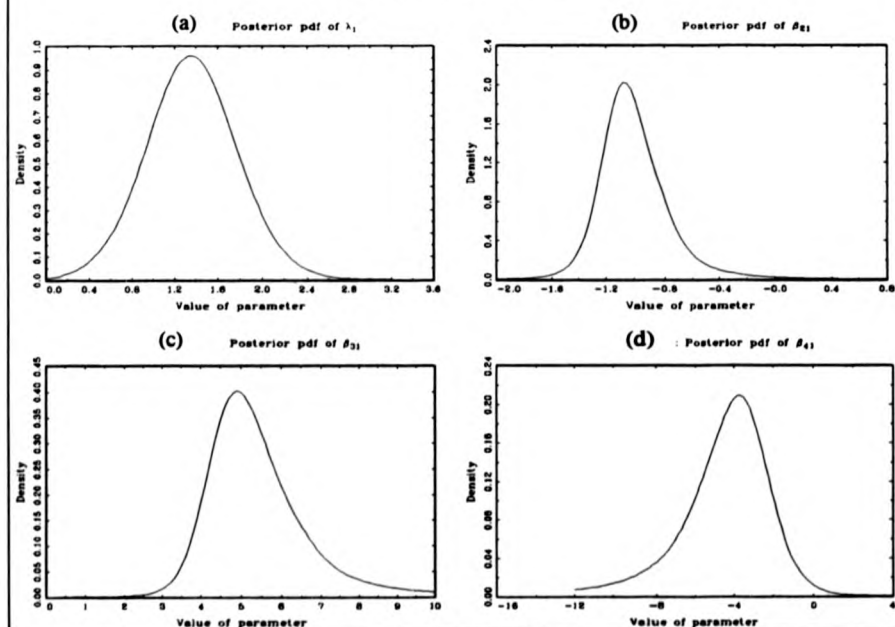 (a) Posterior pdf of λ₁
Density
0.0 0.1 0.2 0.3 0.4 0.5 0.6 0.7 0.8 0.9 1.0
0.0 0.4 0.8 1.2 1.6 2.0 2.4 2.8 3.2 3.6
Value of parameter
(b) Posterior pdf of β₂₁
Density
0.0 0.4 0.8 1.2 1.6 2.0 2.4
-2.0 -1.6 -1.2 -0.8 -0.4 -0.0 0.4 0.8
Value of parameter
(c) Posterior pdf of β₃₁
Density
0.00 0.05 0.10 0.15 0.20 0.25 0.30 0.35 0.40 0.45
0 1 2 3 4 5 6 7 8 9 10
Value of parameter
(d) : Posterior pdf of β₄₁
Density
0.00 0.04 0.08 0.12 0.16 0.20 0.24
-16 -12 -8 -4 0 4
Value of parameter